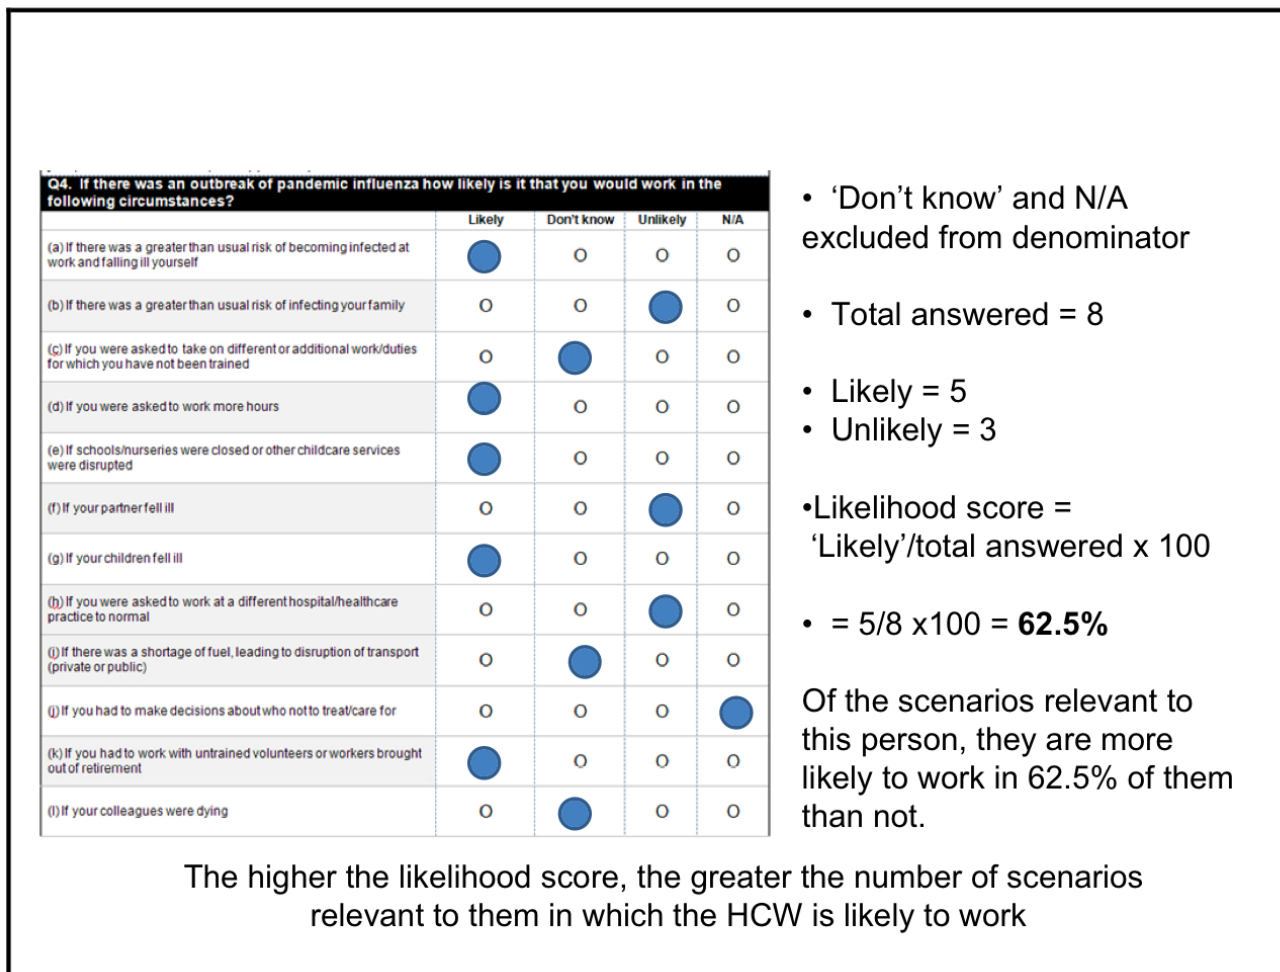 Q4. If there was an outbreak of pandemic influenza how likely is it that you would work in the
following circumstances?
Likely Don't know Unlikely N/A
(a) If there was a greater than usual risk of becoming infected at
work and falling ill yourself
O O O
(b) If there was a greater than usual risk of infecting your family
O O O
(c) If you were asked to take on different or additional work/duties
for which you have not been trained
O O O
(d) If you were asked to work more hours
O O O
(e) If schools/nurseries were closed or other childcare services
were disrupted
O O O
(f) If your partner fell ill
O O O
(g) If your children fell ill
O O O
(h) If you were asked to work at a different hospital/healthcare
practice to normal
O O O
(i) If there was a shortage of fuel, leading to disruption of transport
(private or public)
O O O
(j) If you had to make decisions about who not to treat/care for
O O O
(k) If you had to work with untrained volunteers or workers brought
out of retirement
O O O
(l) If your colleagues were dying
O O O
• ‘Don’t know’ and N/A
excluded from denominator
• Total answered = 8
• Likely = 5
• Unlikely = 3
•Likelihood score =
‘Likely’/total answered x 100
• = 5/8 x100 = 62.5%
Of the scenarios relevant to
this person, they are more
likely to work in 62.5% of them
than not.
The higher the likelihood score, the greater the number of scenarios
relevant to them in which the HCW is likely to work